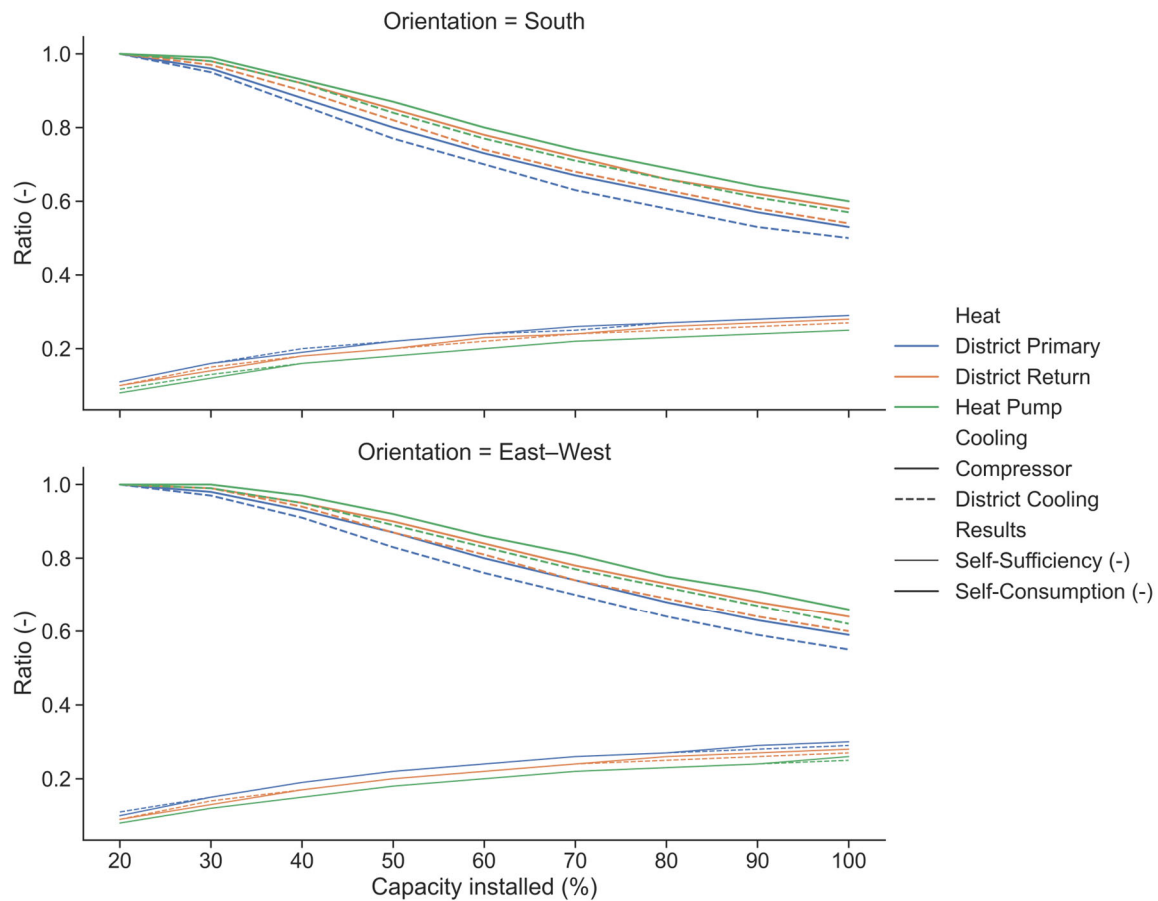 Orientation = South
1.0
0.8
0.6
0.4
0.2
Ratio (-)
Heat
District Primary
District Return
Heat Pump
Cooling
Compressor
District Cooling
Results
Self-Sufficiency (-)
Self-Consumption (-)
Orientation = East–West
1.0
0.8
0.6
0.4
0.2
Ratio (-)
20 30 40 50 60 70 80 90 100
Capacity installed (%)